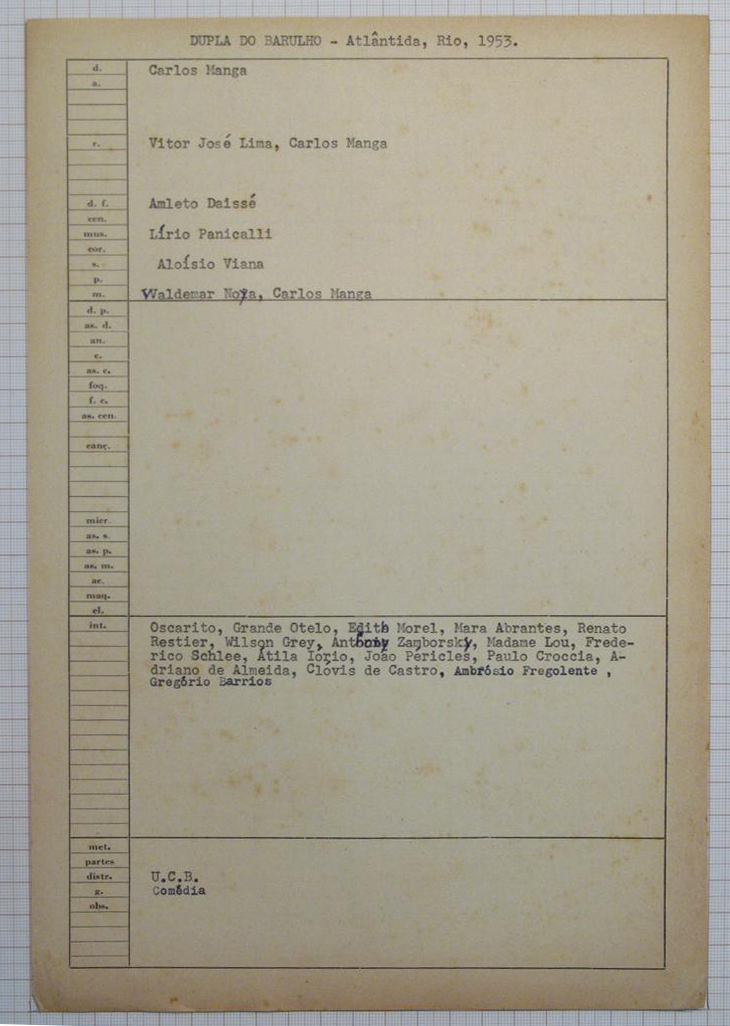 DUPLA DO BARULHO - Atlântida, Rio, 1953.
d. Carlos Manga
a.
r. Vitor José Lima, Carlos Manga
d. f. Amleto Daissé
cen.
mus. Lírio Panicalli
cor.
s. Aloísio Viana
p.
m. Waldemar Noya, Carlos Manga
d. p.
as. d.
an.
c.
as. c.
foq.
f. c.
as. cen.
canç.
micr.
as. s.
as. p.
as. m.
ac.
maq.
el.
int. Oscarito, Grande Otelo, Edith Morel, Mara Abrantes, Renato
Restier, Wilson Grey, Anthony Zamborsky, Madame Lou, Frede-
rico Schlee, Átila Iório, João Péricles, Paulo Croccia, A-
driano de Almeida, Clóvis de Castro, Ambrósio Fregolente ,
Gregório Barrios
met.
partes
distr. U.C.B.
g. Comédia
obs.